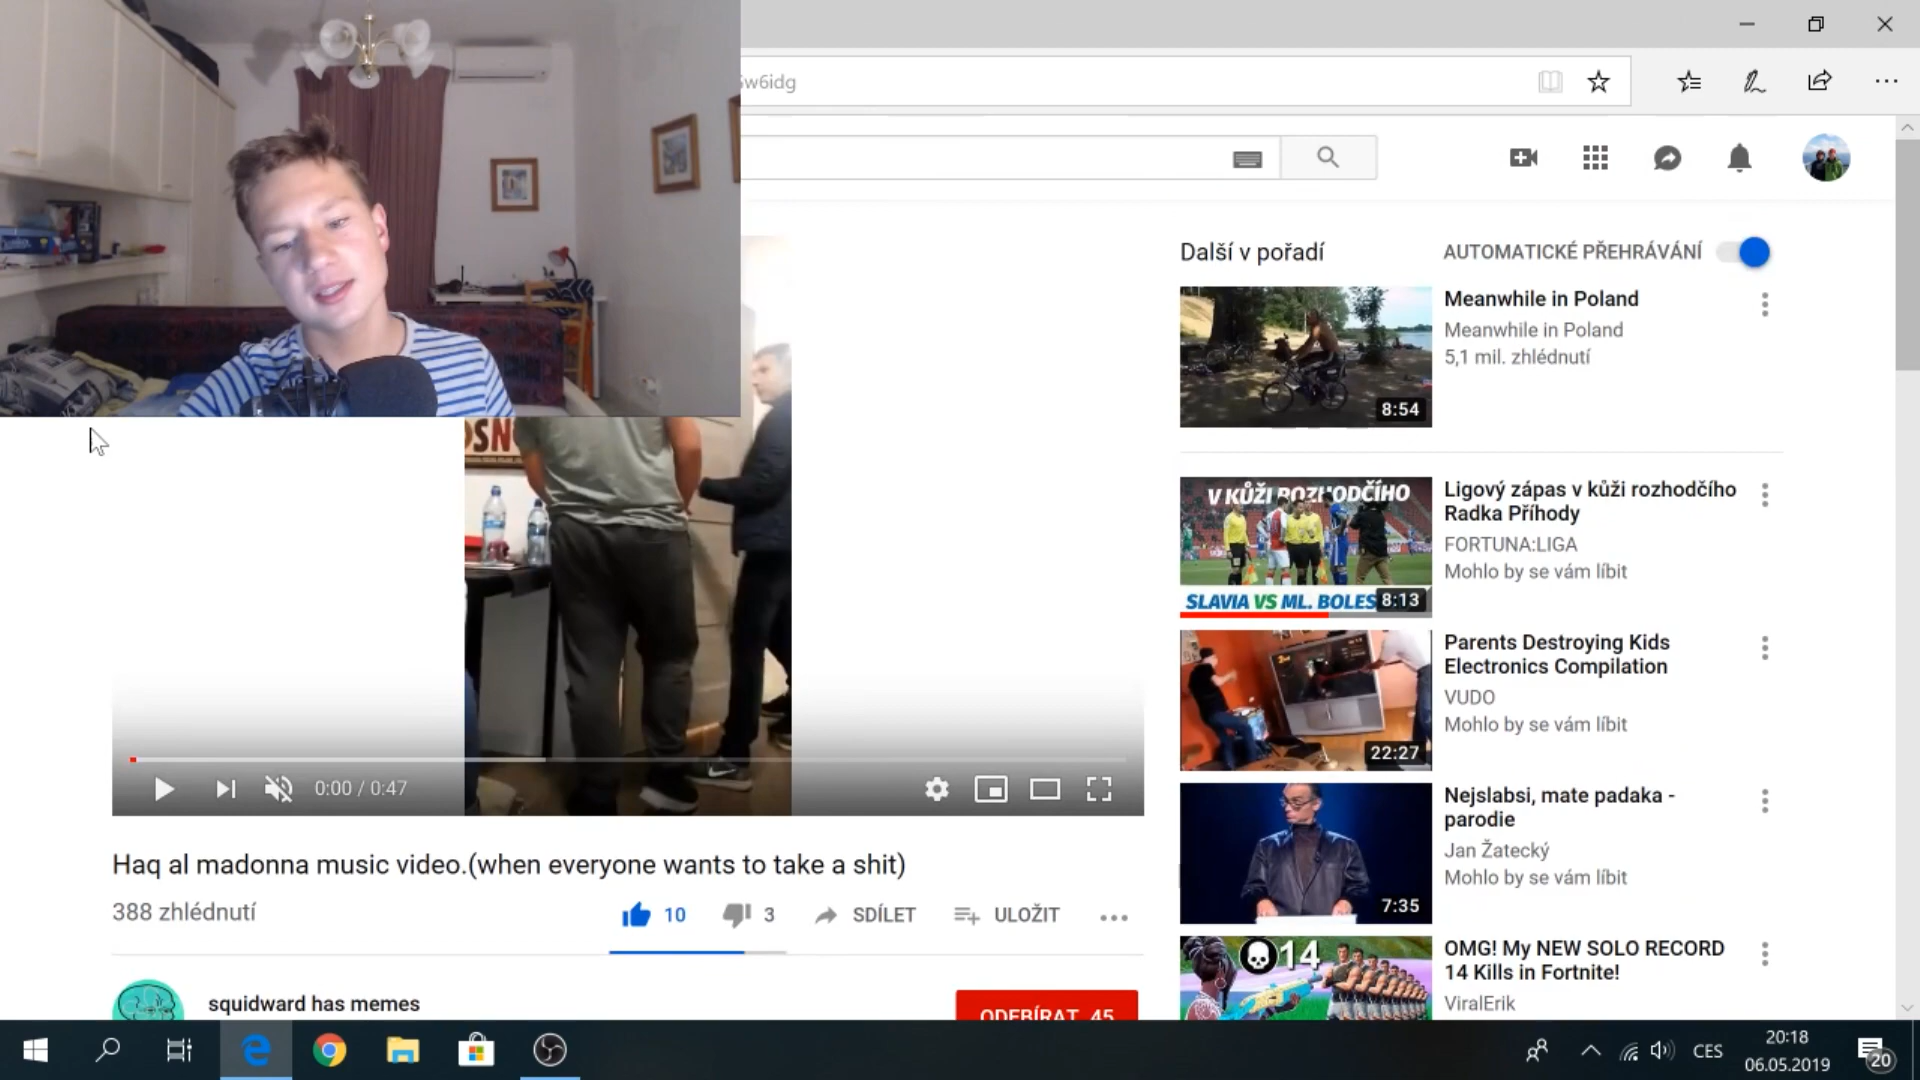 w6idg
Další v pořadí
AUTOMATICKÉ PŘEHRÁVÁNÍ
Meanwhile in Poland
Meanwhile in Poland
5,1 mil. zhlédnutí
8:54
V KŮŽI ROZHODČÍHO
SLAVIA VS ML. BOLES
8:13
Ligový zápas v kůži rozhodčího
Radka Příhody
FORTUNA:LIGA
Mohlo by se vám líbit
Parents Destroying Kids
Electronics Compilation
VUDO
Mohlo by se vám líbit
22:27
Nejslabsi, mate padaka -
parodie
Jan Žatecký
Mohlo by se vám líbit
7:35
14
OMG! My NEW SOLO RECORD
14 Kills in Fortnite!
ViralErik
OSN
0:00 / 0:47
Haq al madonna music video.(when everyone wants to take a shit)
388 zhlédnutí
10
3
SDÍLET
ULOŽIT
squidward has memes
ODEBÍRAT 45
CES
20:18
06.05.2019
20